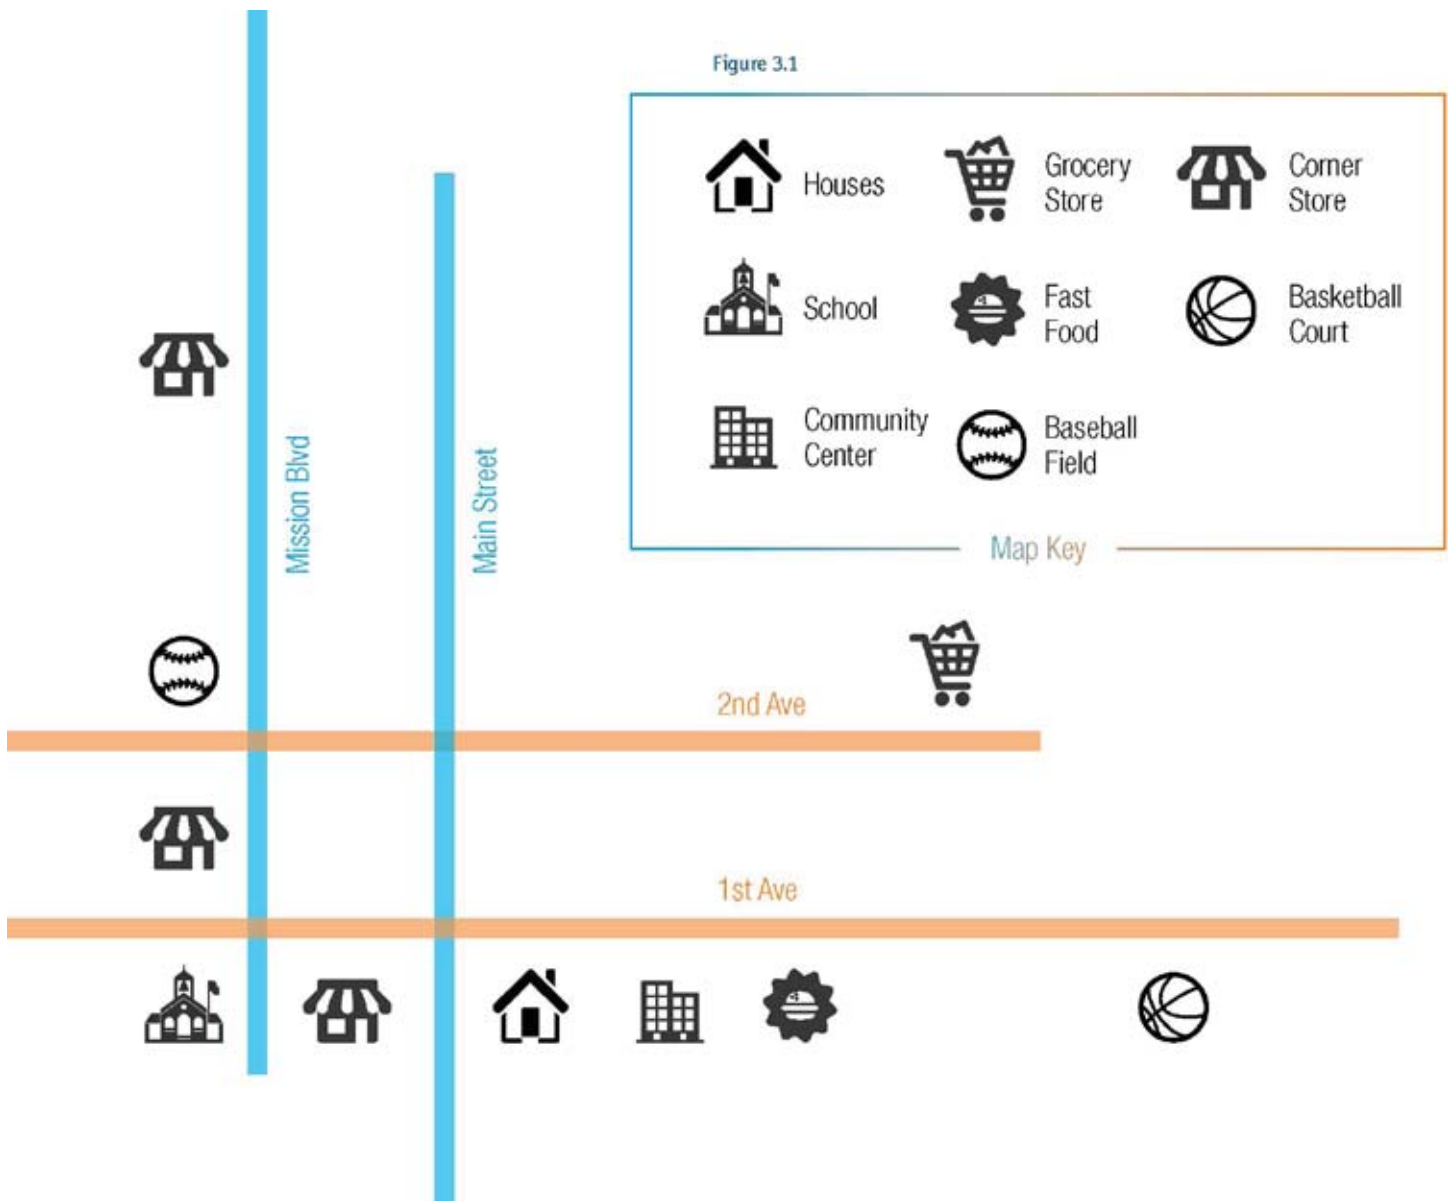 Figure 3.1
Houses
Grocery
Store
Corner
Store
School
Fast
Food
Basketball
Court
Community
Center
Baseball
Field
Map Key
Mission Blvd
Main Street
2nd Ave
1st Ave